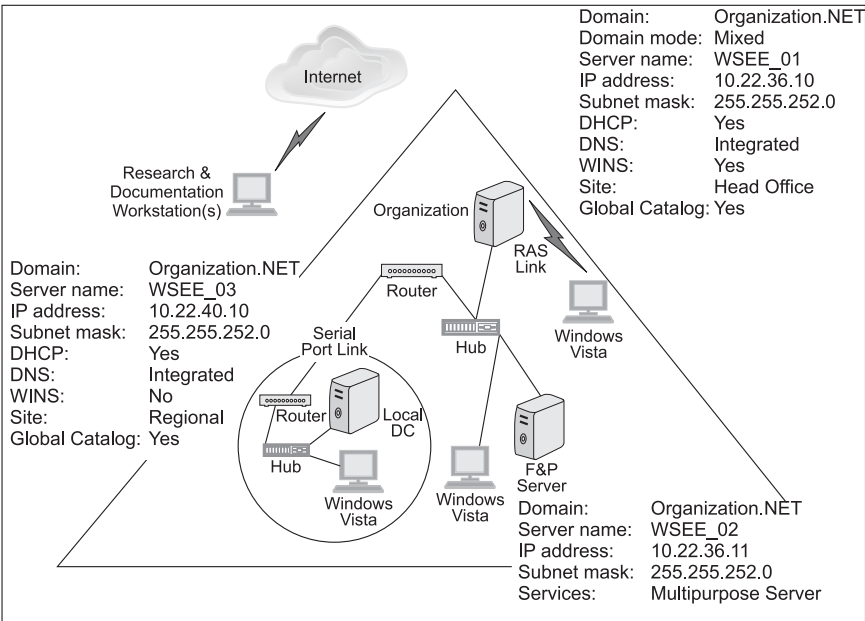 Domain: Organization.NET
Domain mode: Mixed
Server name: WSEE_01
IP address: 10.22.36.10
Subnet mask: 255.255.252.0
DHCP: Yes
DNS: Integrated
WINS: Yes
Site: Head Office
Global Catalog: Yes
Internet
Research &
Documentation
Workstation(s)
Organization
RAS
Link
Router
Hub
Windows
Vista
Domain: Organization.NET
Server name: WSEE_03
IP address: 10.22.40.10
Subnet mask: 255.255.252.0
DHCP: Yes
DNS: Integrated
WINS: No
Site: Regional
Global Catalog: Yes
Serial
Port Link
Router
Local
DC
Hub
Windows
Vista
Windows
Vista
F&P
Server
Domain: Organization.NET
Server name: WSEE_02
IP address: 10.22.36.11
Subnet mask: 255.255.252.0
Services: Multipurpose Server